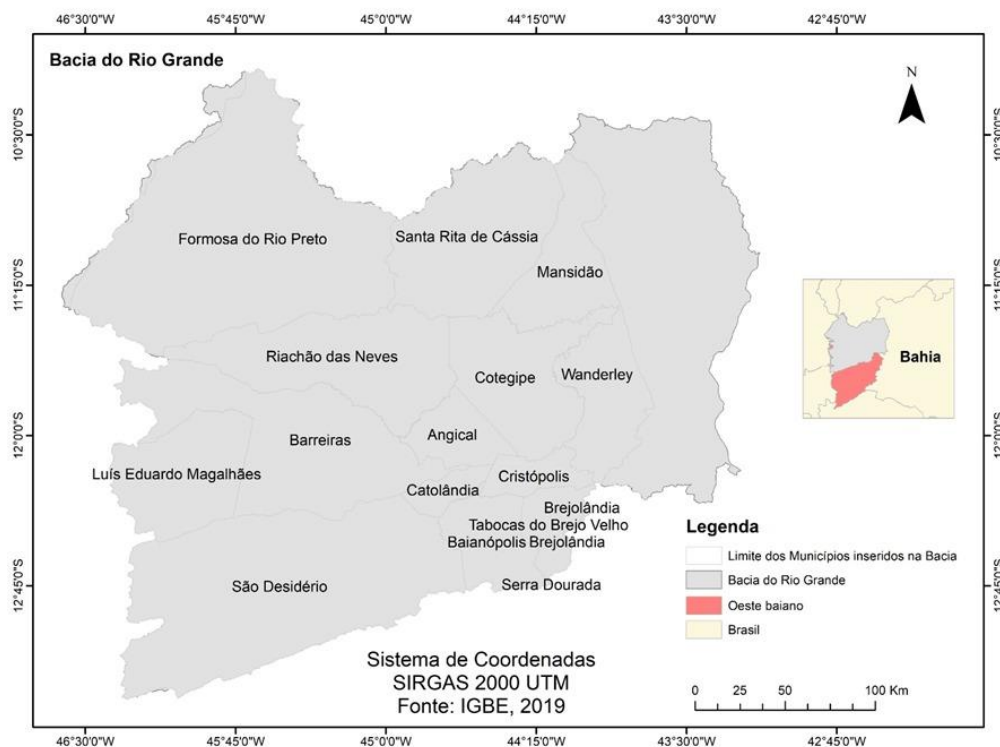 46°30'0"W 45°45'0"W 45°0'0"W 44°15'0"W 43°30'0"W 42°45'0"W
Bacia do Rio Grande
N
10°30'0"S 10°30'0"S
Formosa do Rio Preto
Santa Rita de Cássia
Mansidão
11°15'0"S 11°15'0"S
Riachão das Neves
Cotegipe
Wanderley
Bahia
12°0'0"S 12°0'0"S
Barreiras
Angical
Luís Eduardo Magalhães
Cristópolis
Catolândia
Brejolândia
Tabocas do Brejo Velho
Baianópolis Brejolândia
São Desidério
Serra Dourada
12°45'0"S 12°45'0"S
Legenda
Limite dos Municípios inseridos na Bacia
Bacia do Rio Grande
Oeste baiano
Brasil
Sistema de Coordenadas
SIRGAS 2000 UTM
Fonte: IGBE, 2019
0 25 50 100 Km
46°30'0"W 45°45'0"W 45°0'0"W 44°15'0"W 43°30'0"W 42°45'0"W